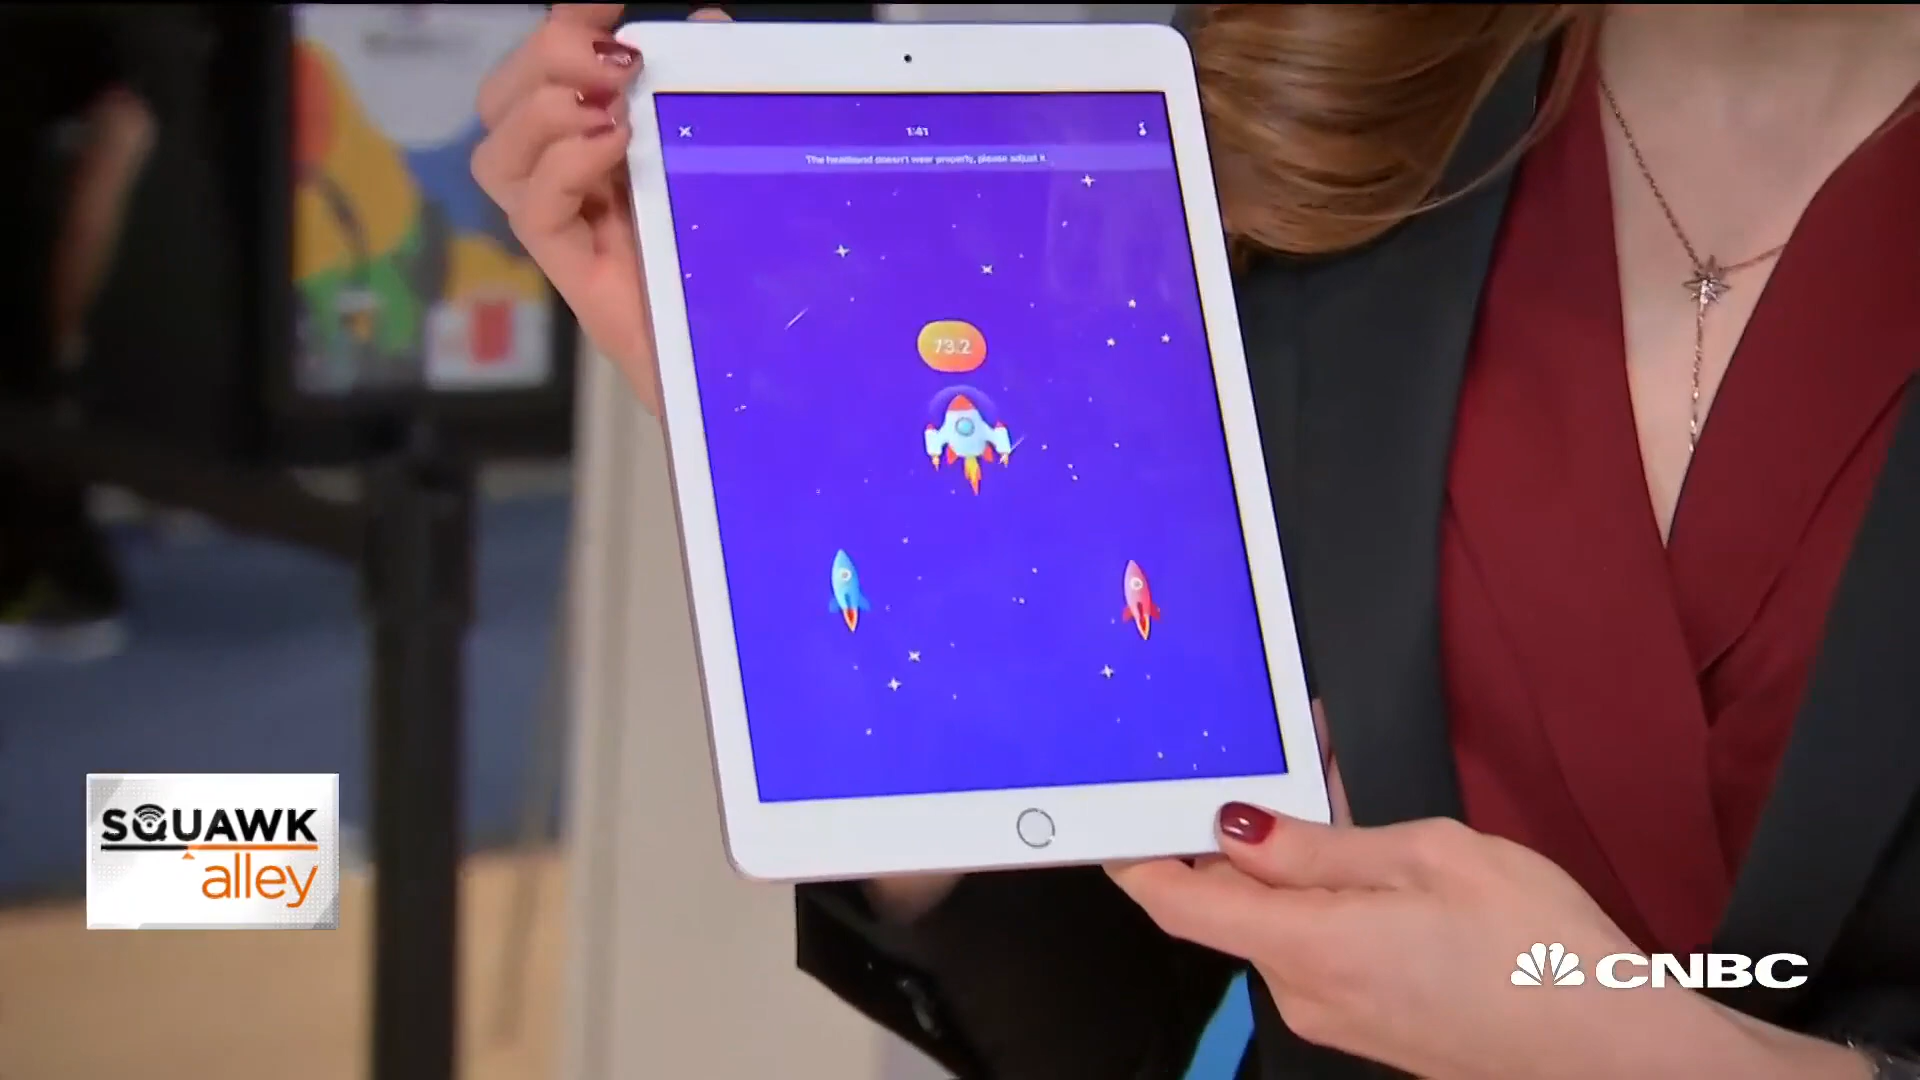 1:41
The headband doesn't wear properly, please adjust it.
73.2
SQUAWK
alley
CNBC